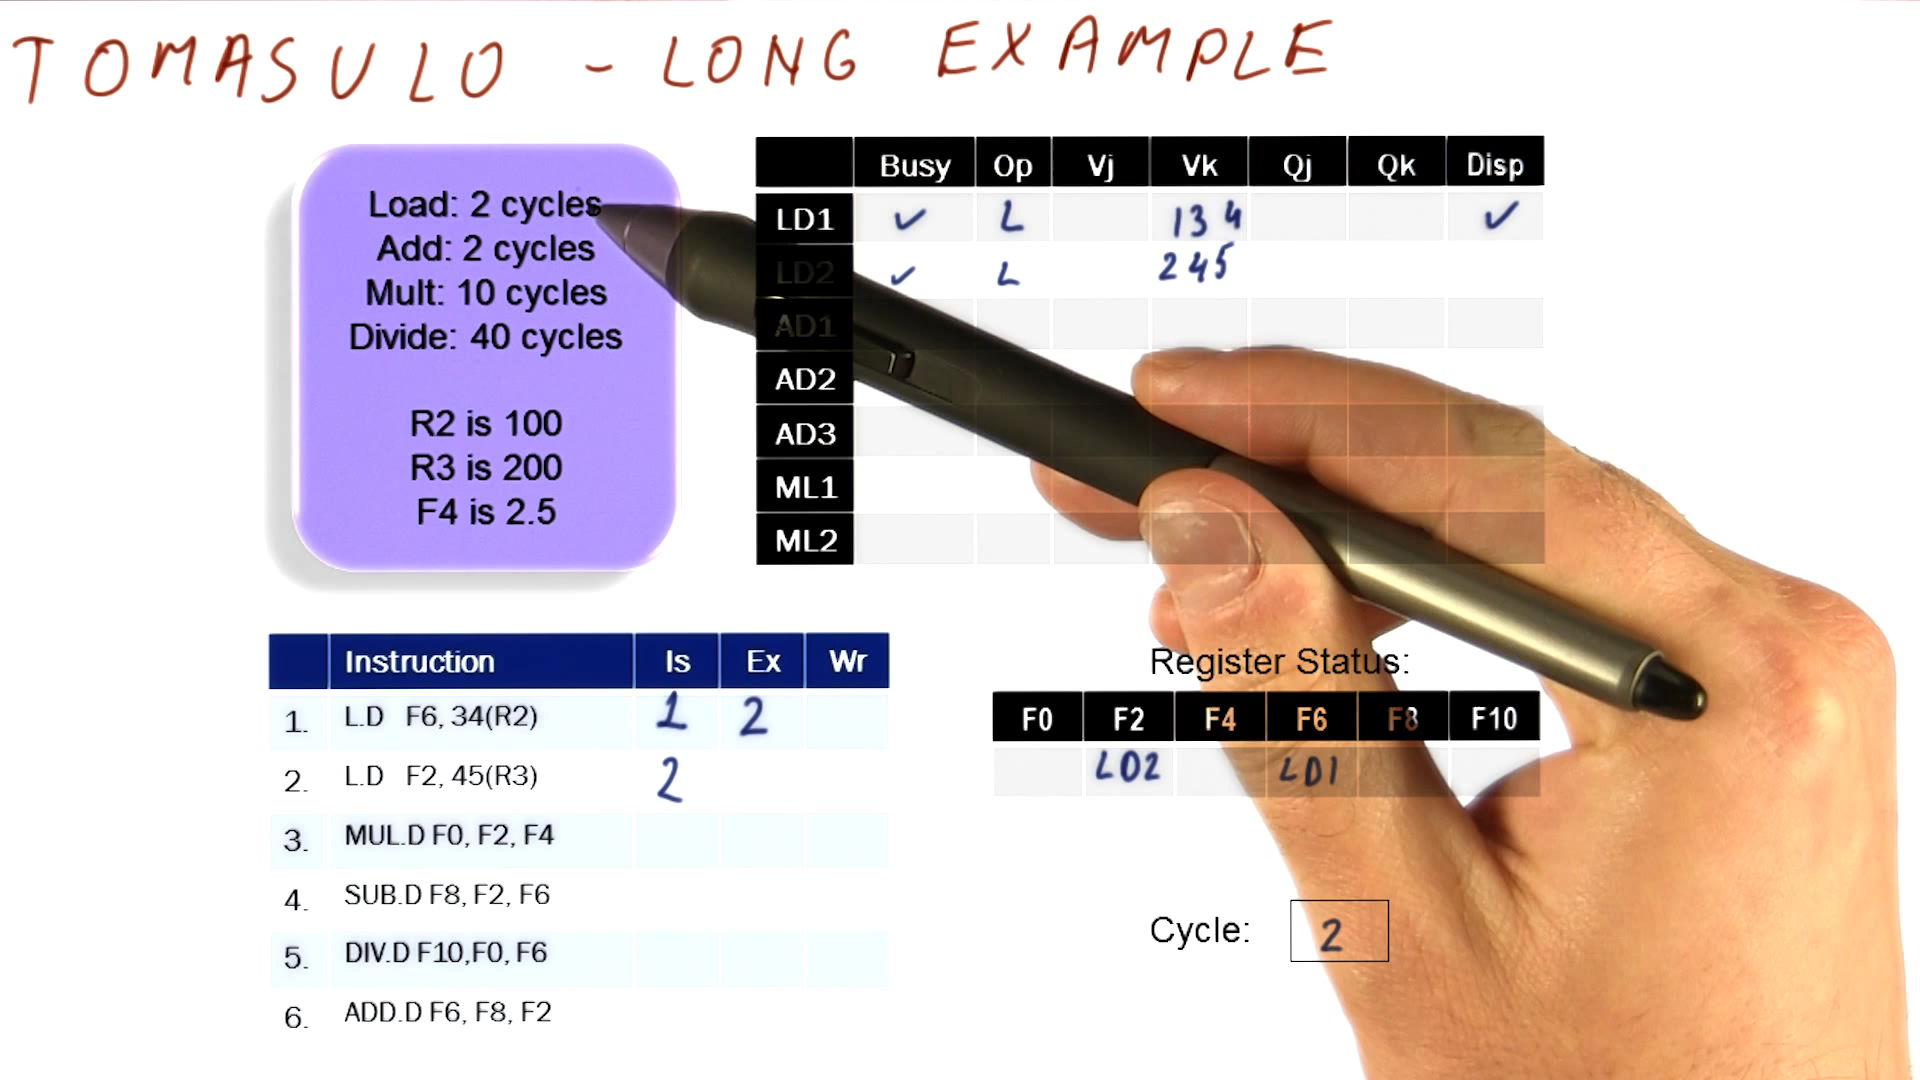 TOMASULO - LONG EXAMPLE
Load: 2 cycles
Add: 2 cycles
Mult: 10 cycles
Divide: 40 cycles
R2 is 100
R3 is 200
F4 is 2.5
Busy Op Vj Vk Qj Qk Disp
LD1 ✓ L 134 ✓
LD2 ✓ L 245
AD1
AD2
AD3
ML1
ML2
Instruction Is Ex Wr
1. L.D F6, 34(R2) 1 2
2. L.D F2, 45(R3) 2
3. MUL.D F0, F2, F4
4. SUB.D F8, F2, F6
5. DIV.D F10,F0, F6
6. ADD.D F6, F8, F2
Register Status:
F0 F2 F4 F6 F8 F10
LD2 LD1
Cycle: 2